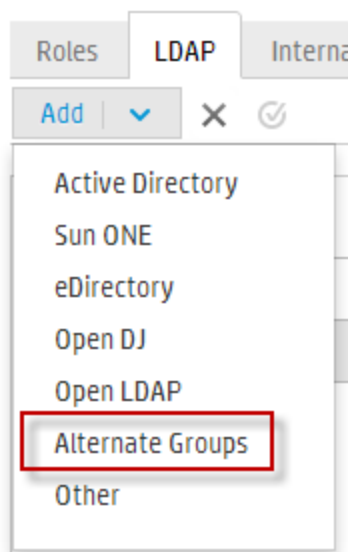 Roles LDAP Interna
Add
Active Directory
Sun ONE
eDirectory
Open DJ
Open LDAP
Alternate Groups
Other